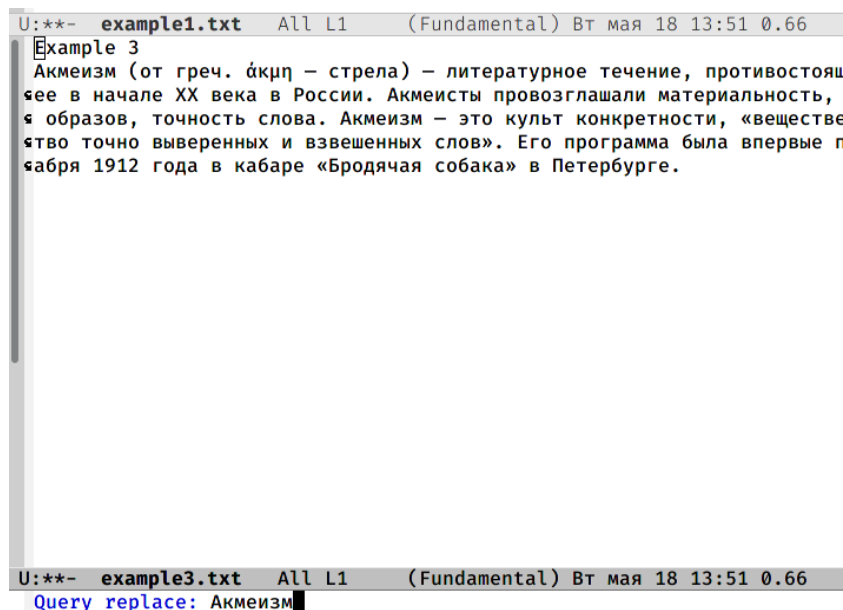 U:**-  example1.txt   All L1     (Fundamental) Вт мая 18 13:51 0.66
Example 3
Акмеизм (от греч. άκμη — стрела) — литературное течение, противостоящ
ее в начале XX века в России. Акмеисты провозглашали материальность,
образов, точность слова. Акмеизм — это культ конкретности, «веществе
тво точно выверенных и взвешенных слов». Его программа была впервые п
абря 1912 года в кабаре «Бродячая собака» в Петербурге.
U:**-  example3.txt   All L1     (Fundamental) Вт мая 18 13:51 0.66
Query replace: Акмеизм